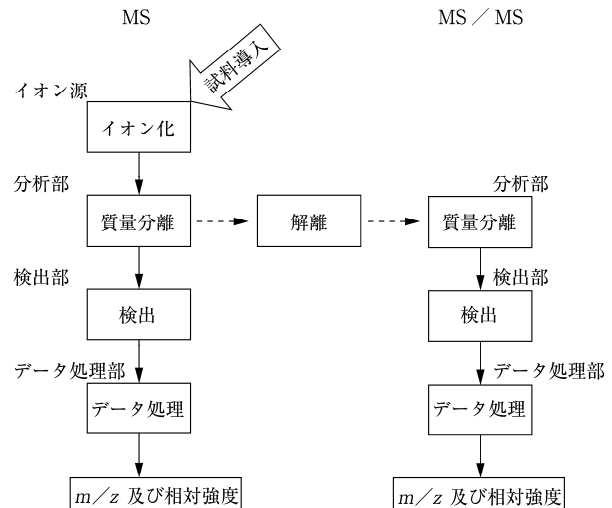 MS
MS／MS
試料導入
イオン源
イオン化
分析部
分析部
質量分離
解離
質量分離
検出部
検出部
検出
検出
データ処理部
データ処理部
データ処理
データ処理
m／z 及び相対強度
m／z 及び相対強度